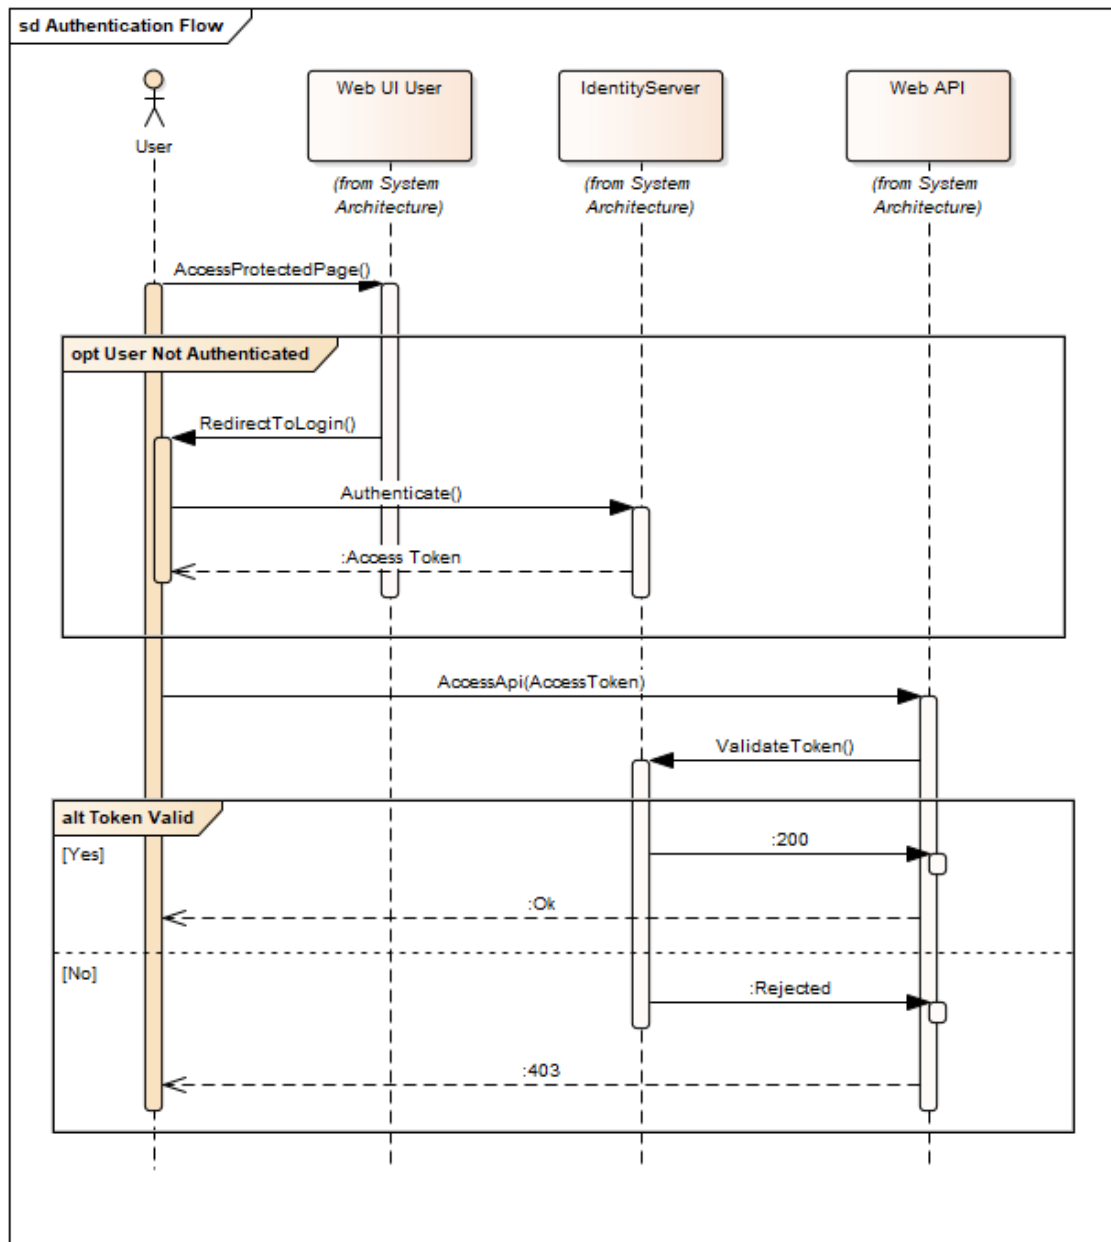 sd Authentication Flow
Web UI User
IdentityServer
Web API
User
(from System
Architecture)
(from System
Architecture)
(from System
Architecture)
AccessProtectedPage()
opt User Not Authenticated
RedirectToLogin()
Authenticate()
:Access Token
AccessApi(AccessToken)
ValidateToken()
alt Token Valid
[Yes]
:200
:Ok
[No]
:Rejected
:403